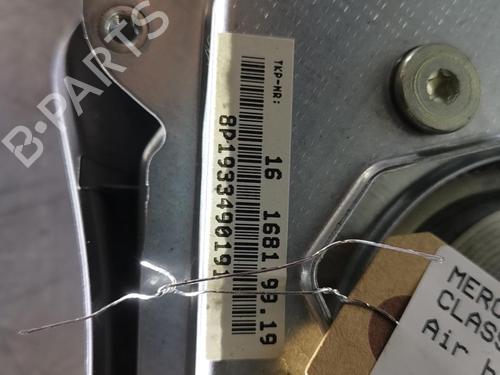 B-PARTS
TKP-NR:
16 1681 99.19
8P1933490191
MERC
CLASS
Air b